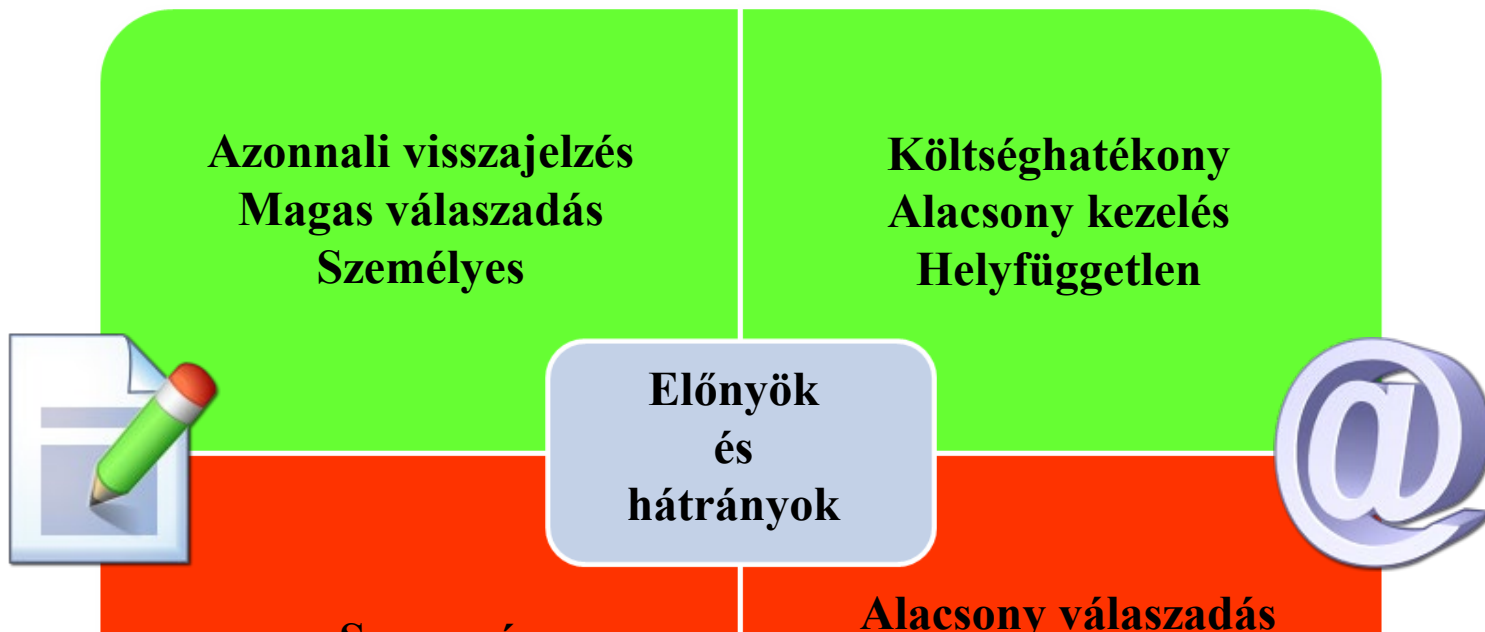 Azonnali visszajelzés
Magas válaszadás
Személyes
Költséghatékony
Alacsony kezelés
Helyfüggetlen
Előnyök
és
hátrányok
Alacsony válaszadás